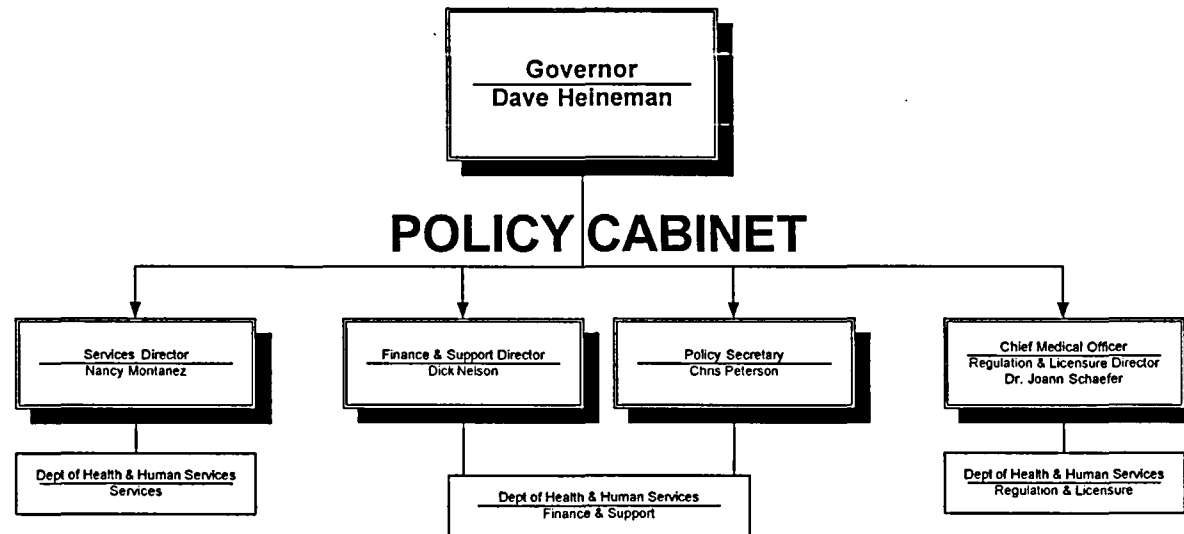 Governor
Dave Heineman
POLICY CABINET
Services Director
Nancy Montanez
Finance & Support Director
Dick Nelson
Policy Secretary
Chris Peterson
Chief Medical Officer
Regulation & Licensure Director
Dr. Joann Schaefer
Dept of Health & Human Services
Services
Dept of Health & Human Services
Finance & Support
Dept of Health & Human Services
Regulation & Licensure